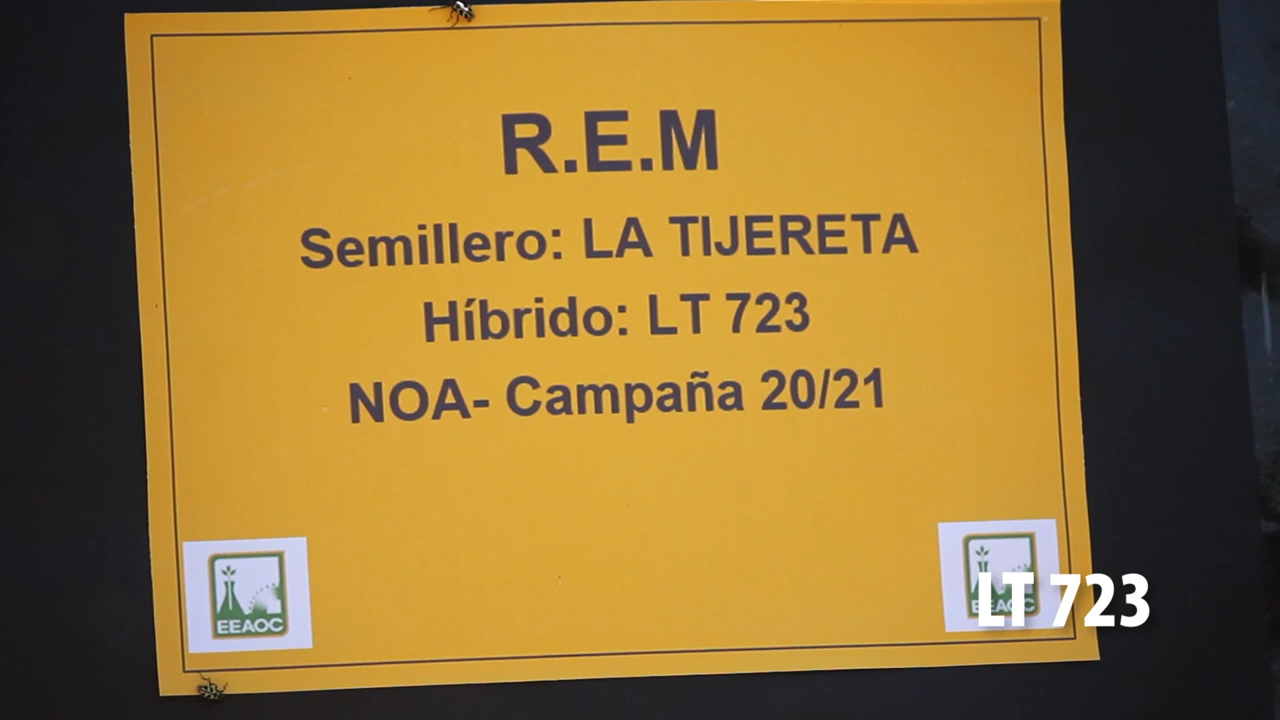 R.E.M
Semillero: LA TIJERETA
Híbrido: LT 723
NOA- Campaña 20/21
EEAOC
EEAOC
LT 723